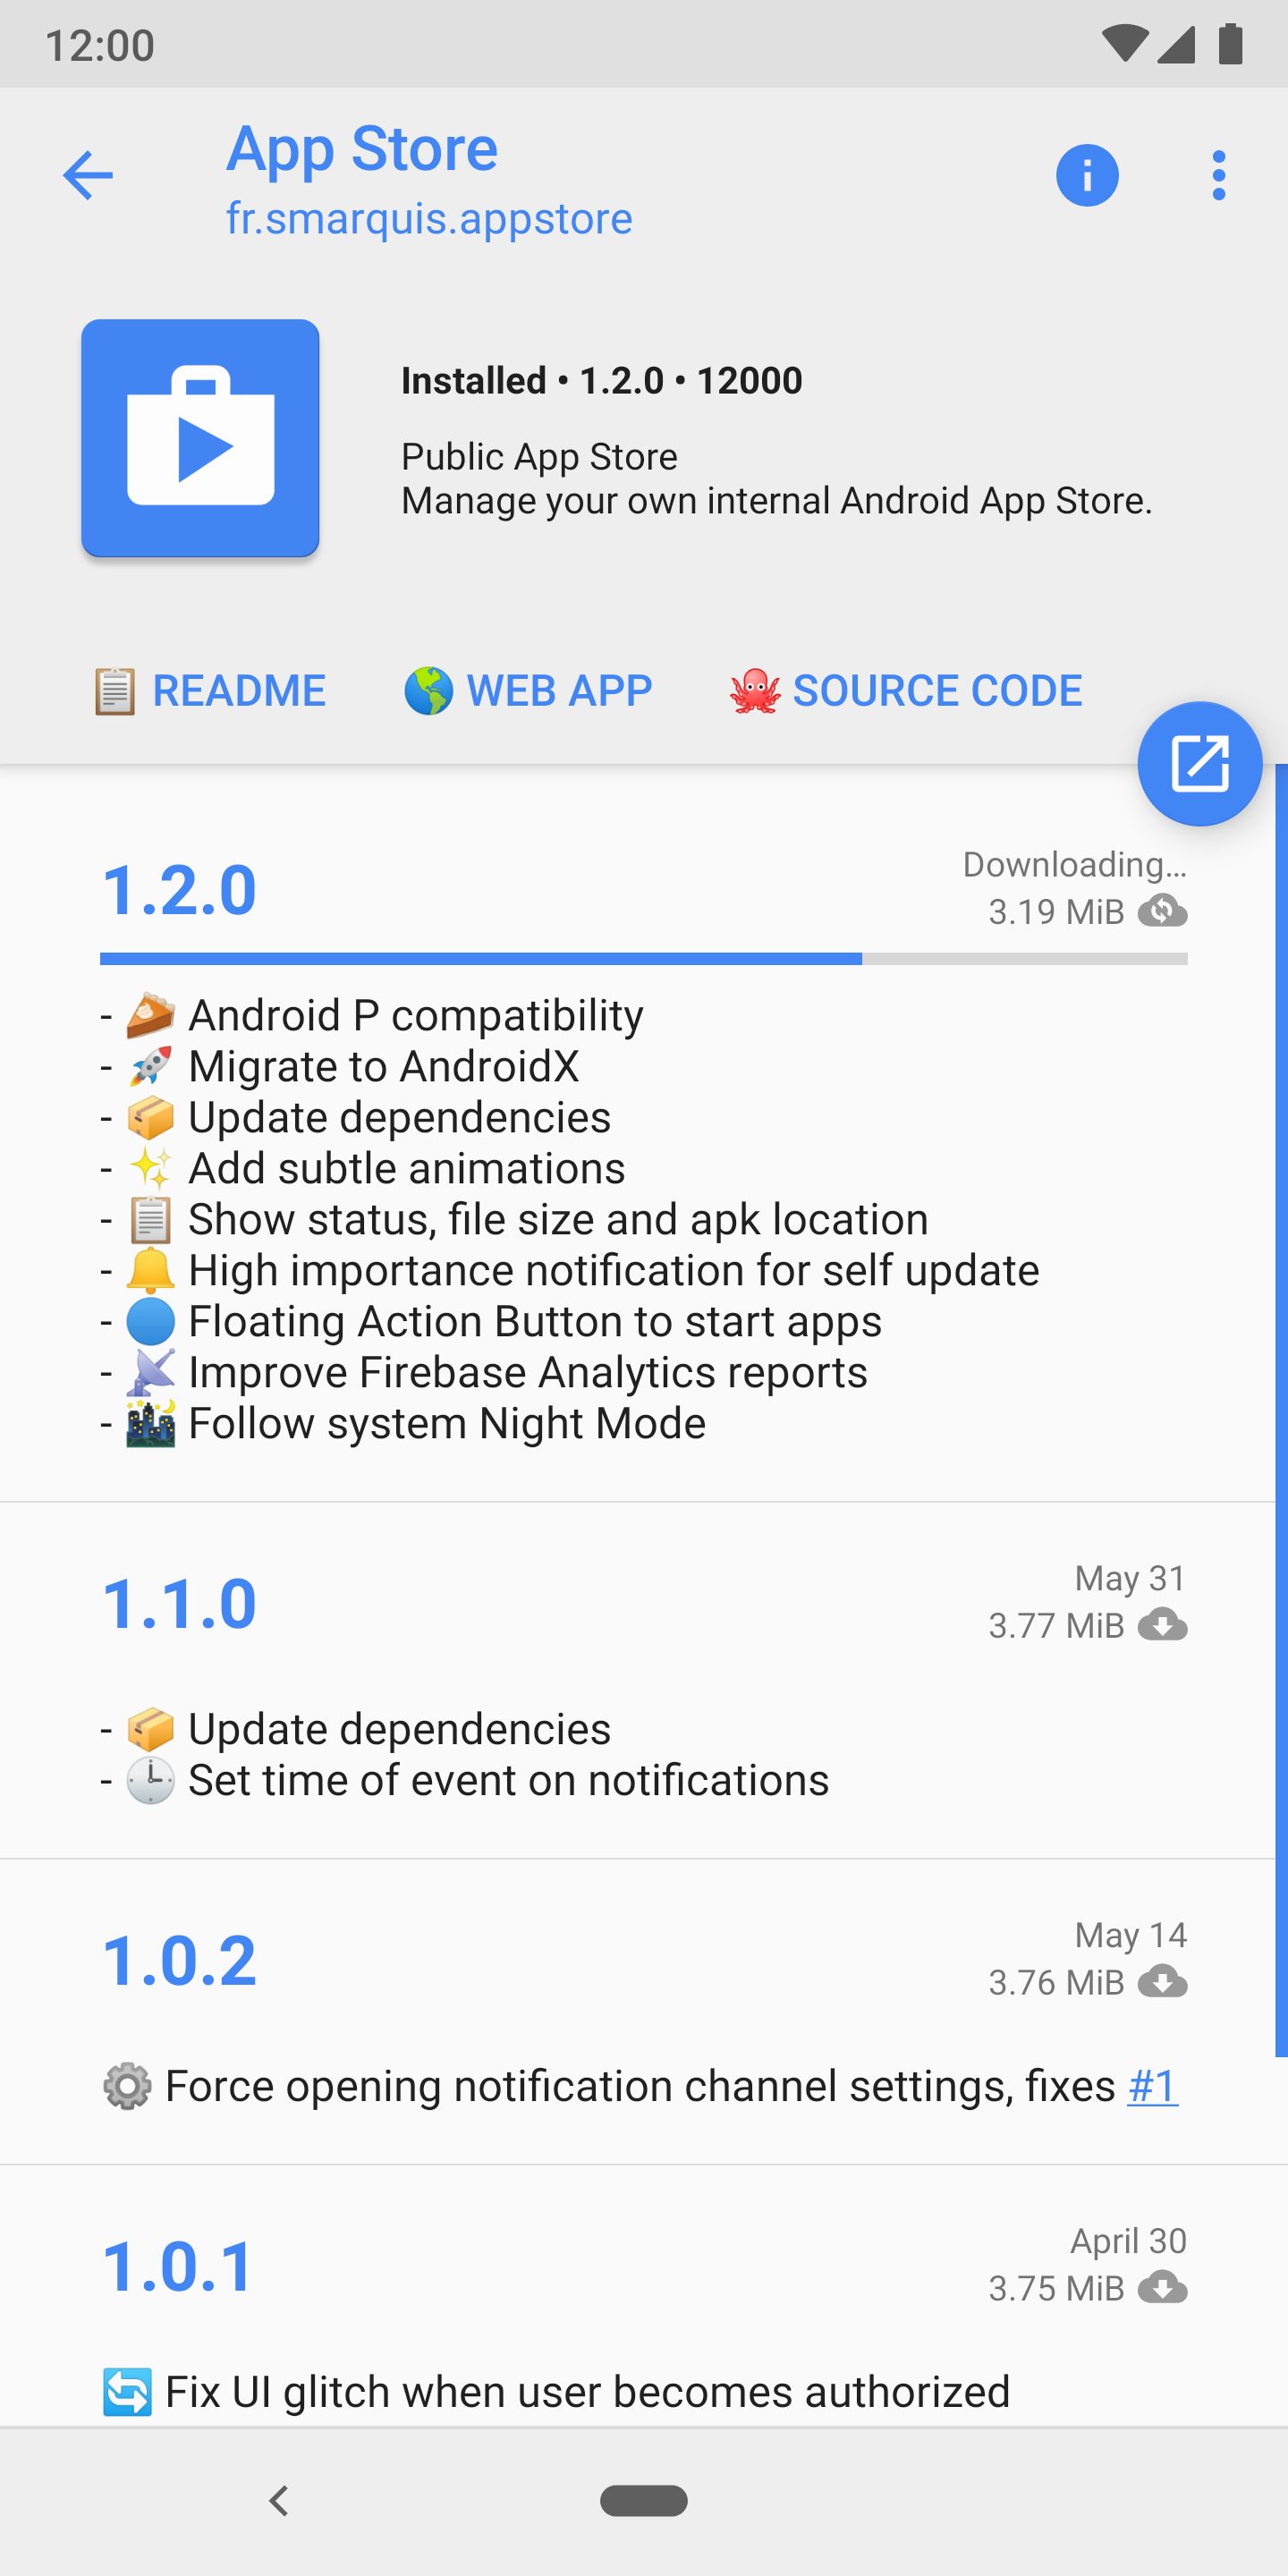 12:00
App Store
fr.smarquis.appstore
Installed • 1.2.0 • 12000
Public App Store
Manage your own internal Android App Store.
📋 README 🌎 WEB APP 🐙 SOURCE CODE
1.2.0
Downloading…
3.19 MiB
- 🥧 Android P compatibility
- 🚀 Migrate to AndroidX
- 📦 Update dependencies
- ✨ Add subtle animations
- 📋 Show status, file size and apk location
- 🔔 High importance notification for self update
- 🔵 Floating Action Button to start apps
- 📡 Improve Firebase Analytics reports
- 🌃 Follow system Night Mode
1.1.0
May 31
3.77 MiB
- 📦 Update dependencies
- 🕒 Set time of event on notifications
1.0.2
May 14
3.76 MiB
⚙️ Force opening notification channel settings, fixes #1
1.0.1
April 30
3.75 MiB
🔄 Fix UI glitch when user becomes authorized